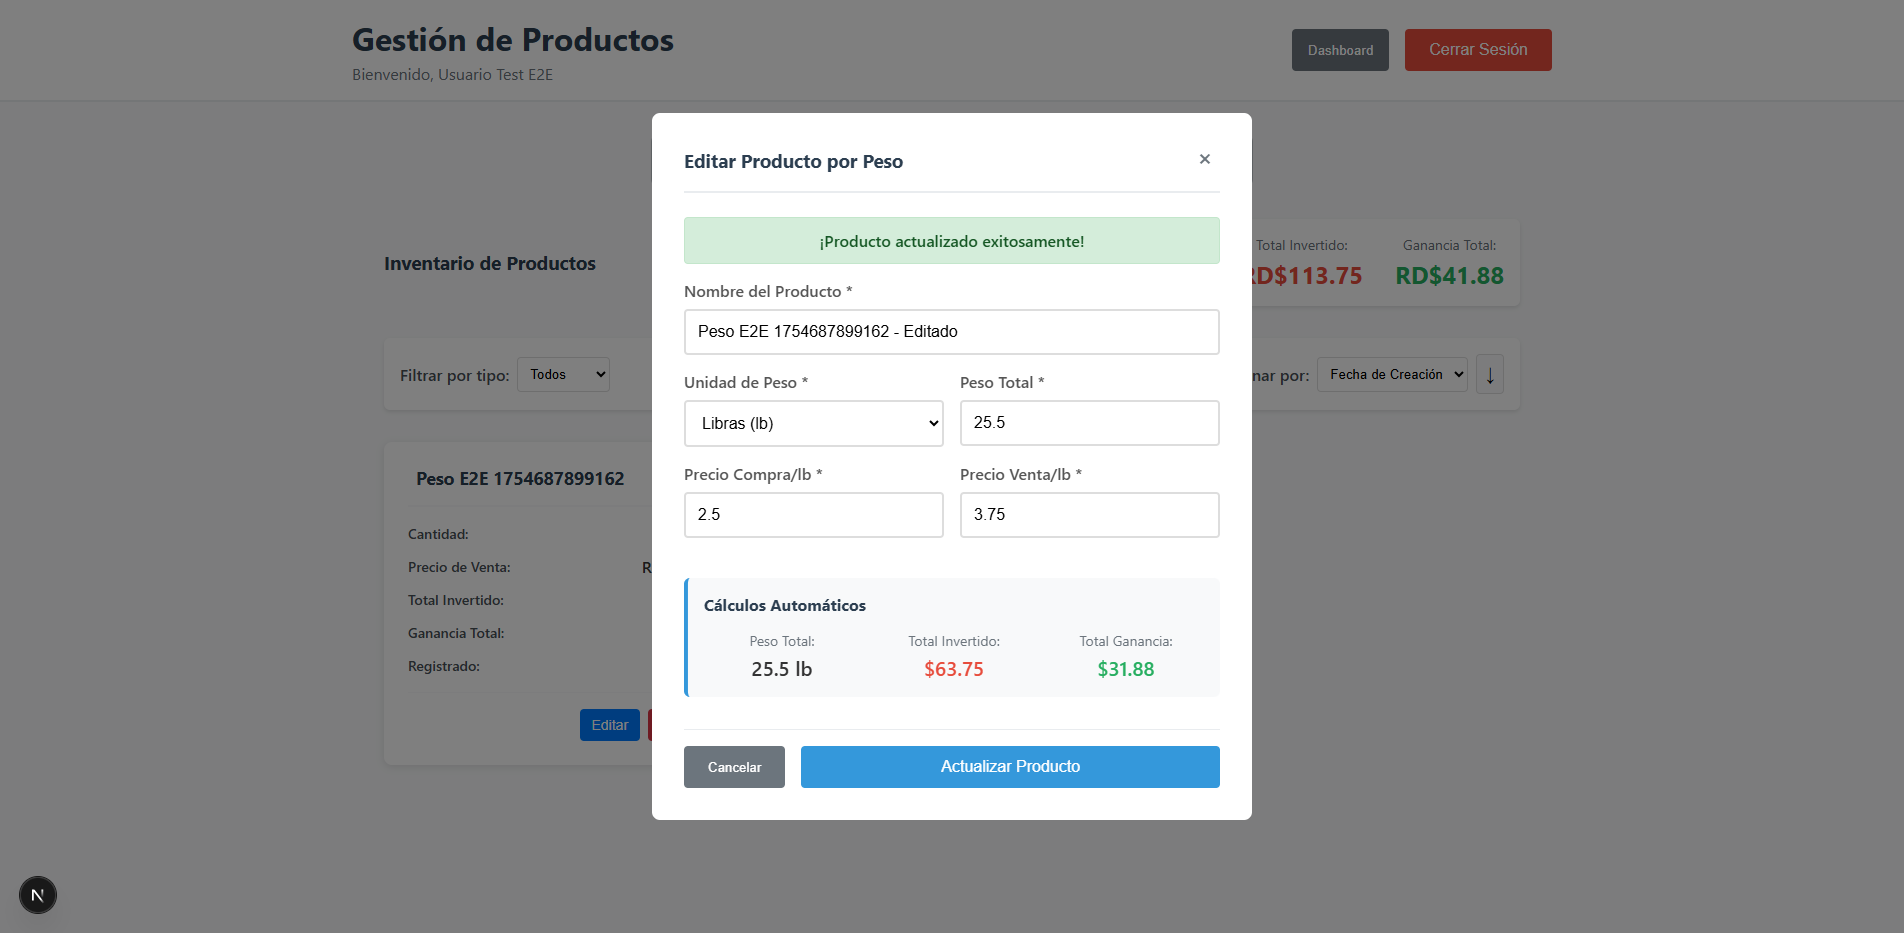 Gestión de Productos
Bienvenido, Usuario Test E2E
Dashboard
Cerrar Sesión
Editar Producto por Peso
×
¡Producto actualizado exitosamente!
Inventario de Productos
Total Invertido:
Ganancia Total:
RD$113.75
RD$41.88
Nombre del Producto *
Peso E2E 1754687899162 - Editado
Filtrar por tipo:
Todos
nar por:
Fecha de Creación
↓
Unidad de Peso *
Peso Total *
Libras (lb)
25.5
Precio Compra/lb *
Precio Venta/lb *
2.5
3.75
Peso E2E 1754687899162
Cantidad:
Precio de Venta:
R
Total Invertido:
Ganancia Total:
Registrado:
Editar
Cálculos Automáticos
Peso Total:
Total Invertido:
Total Ganancia:
25.5 lb
$63.75
$31.88
Cancelar
Actualizar Producto
N